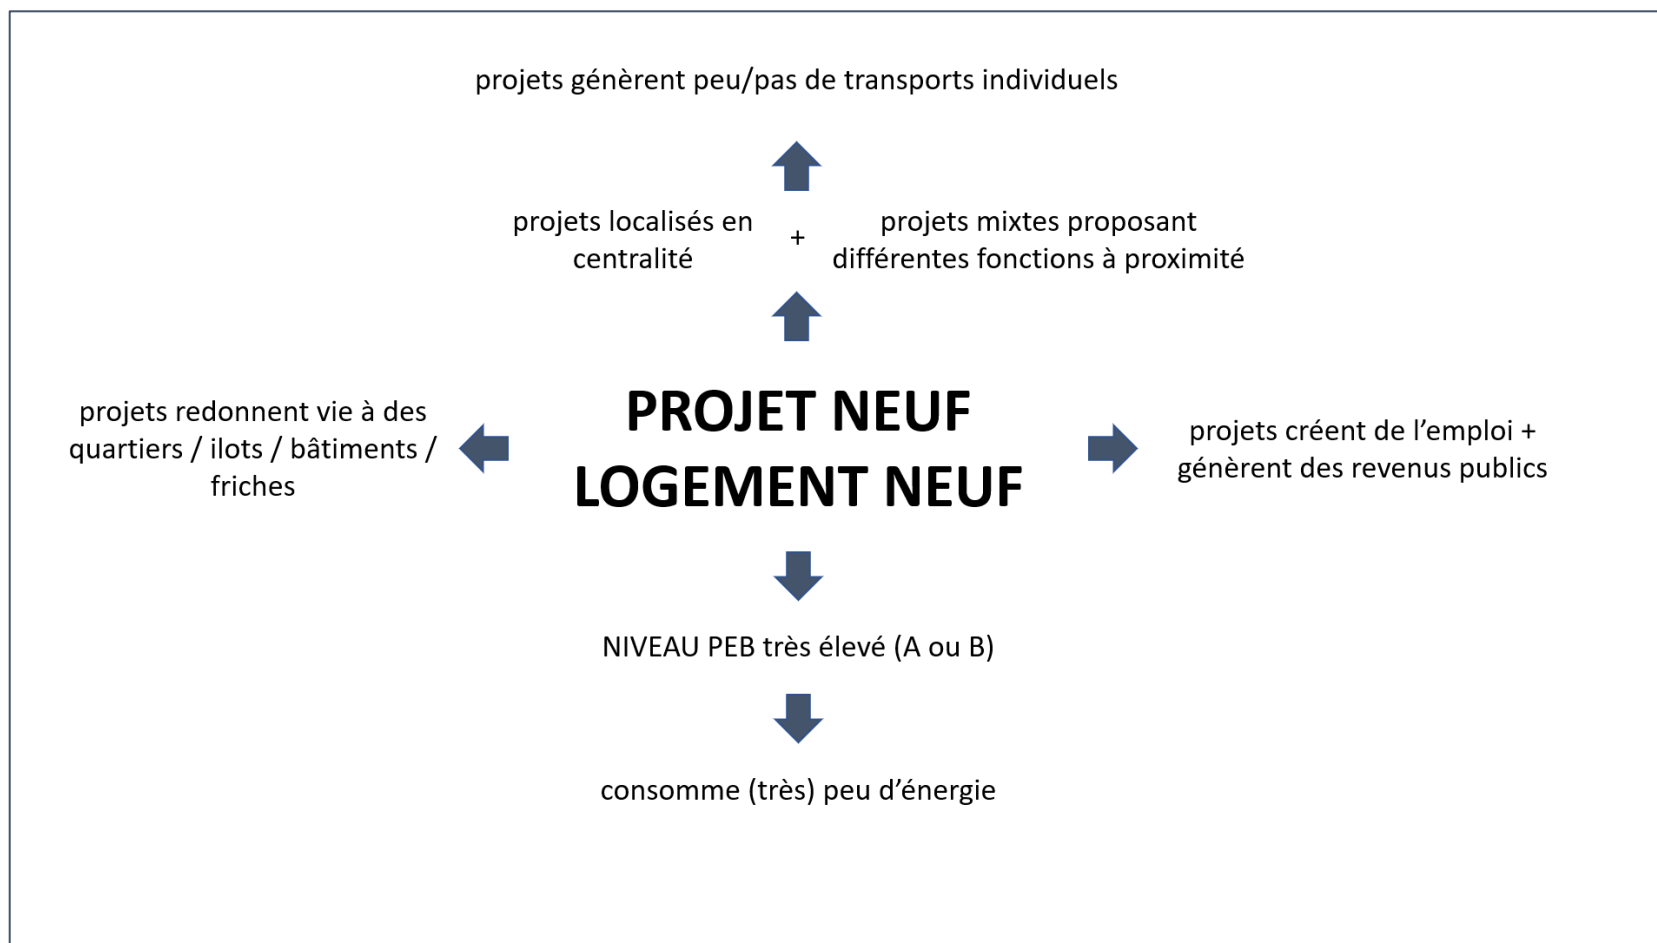 projets génèrent peu/pas de transports individuels
projets localisés en
centralité
+
projets mixtes proposant
différentes fonctions à proximité
projets redonnent vie à des
quartiers / ilots / bâtiments /
friches
PROJET NEUF
LOGEMENT NEUF
projets créent de l’emploi +
génèrent des revenus publics
NIVEAU PEB très élevé (A ou B)
consomme (très) peu d’énergie